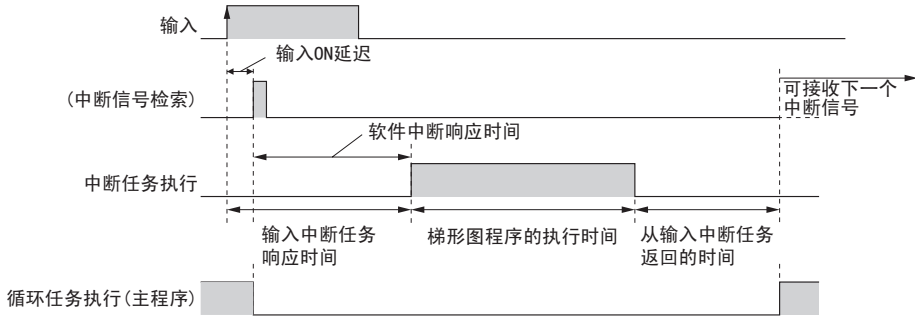 输入
输入ON延迟
(中断信号检索)
可接收下一个
中断信号
软件中断响应时间
中断任务执行
输入中断任务
响应时间
梯形图程序的执行时间
从输入中断任务
返回的时间
循环任务执行(主程序)